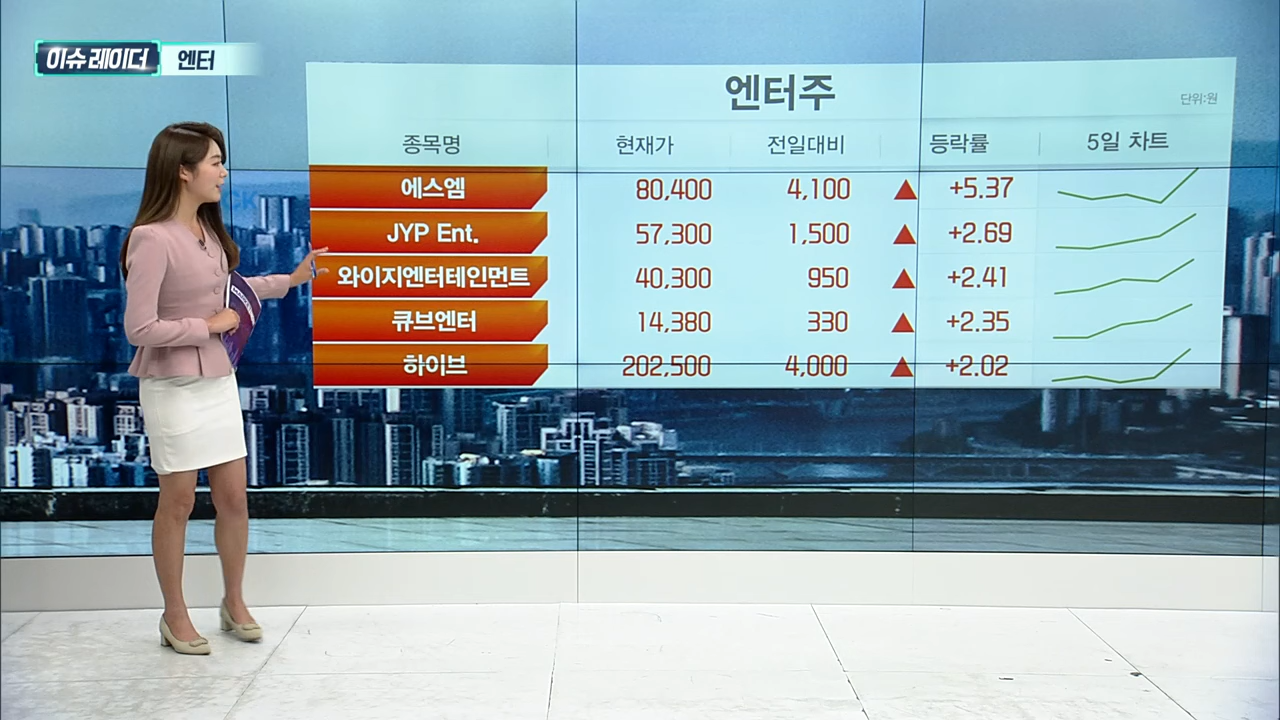 이슈 레이더 엔터
엔터주
단위:원
종목명 현재가 전일대비 등락률 5일 차트
에스엠 80,400 4,100 ▲ +5.37
JYP Ent. 57,300 1,500 ▲ +2.69
와이지엔터테인먼트 40,300 950 ▲ +2.41
큐브엔터 14,380 330 ▲ +2.35
하이브 202,500 4,000 ▲ +2.02